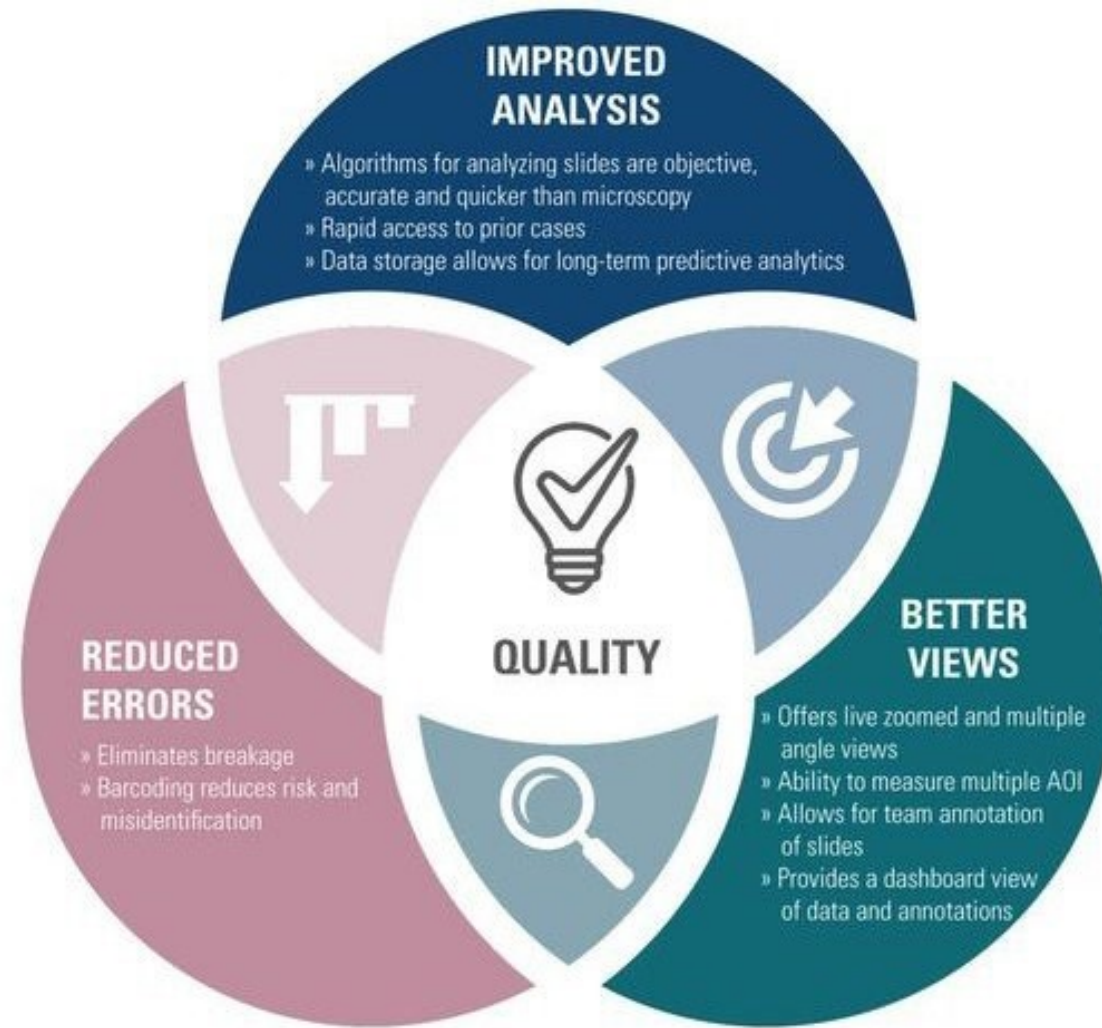 IMPROVED
ANALYSIS
» Algorithms for analyzing slides are objective,
accurate and quicker than microscopy
» Rapid access to prior cases
» Data storage allows for long-term predictive analytics
REDUCED
ERRORS
» Eliminates breakage
» Barcoding reduces risk and
misidentification
QUALITY
BETTER
VIEWS
» Offers live zoomed and multiple
angle views
» Ability to measure multiple AOI
» Allows for team annotation
of slides
» Provides a dashboard view
of data and annotations